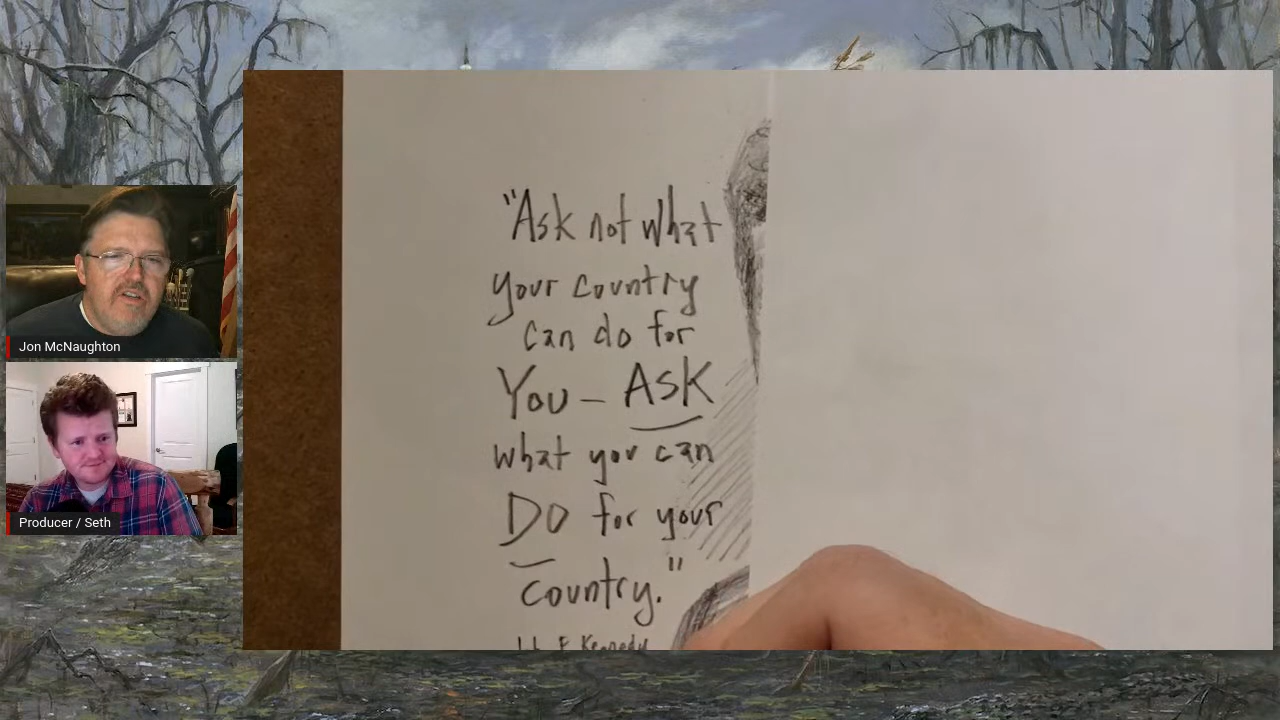 "Ask not what
your country
can do for
You — ASK
what you can
DO for your
country."
F Kennedy
Jon McNaughton
Producer / Seth